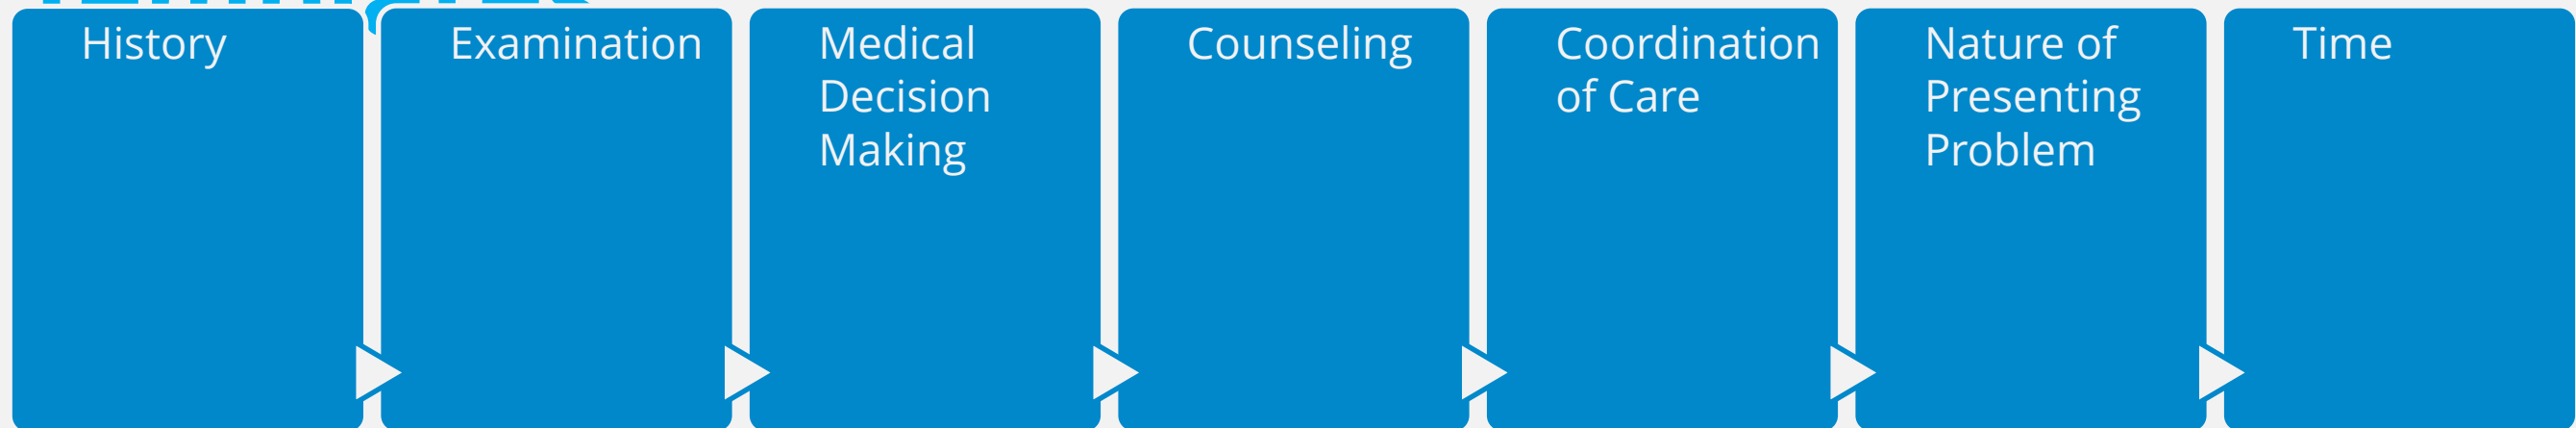 History
Examination
Medical
Decision
Making
Counseling
Coordination
of Care
Nature of
Presenting
Problem
Time